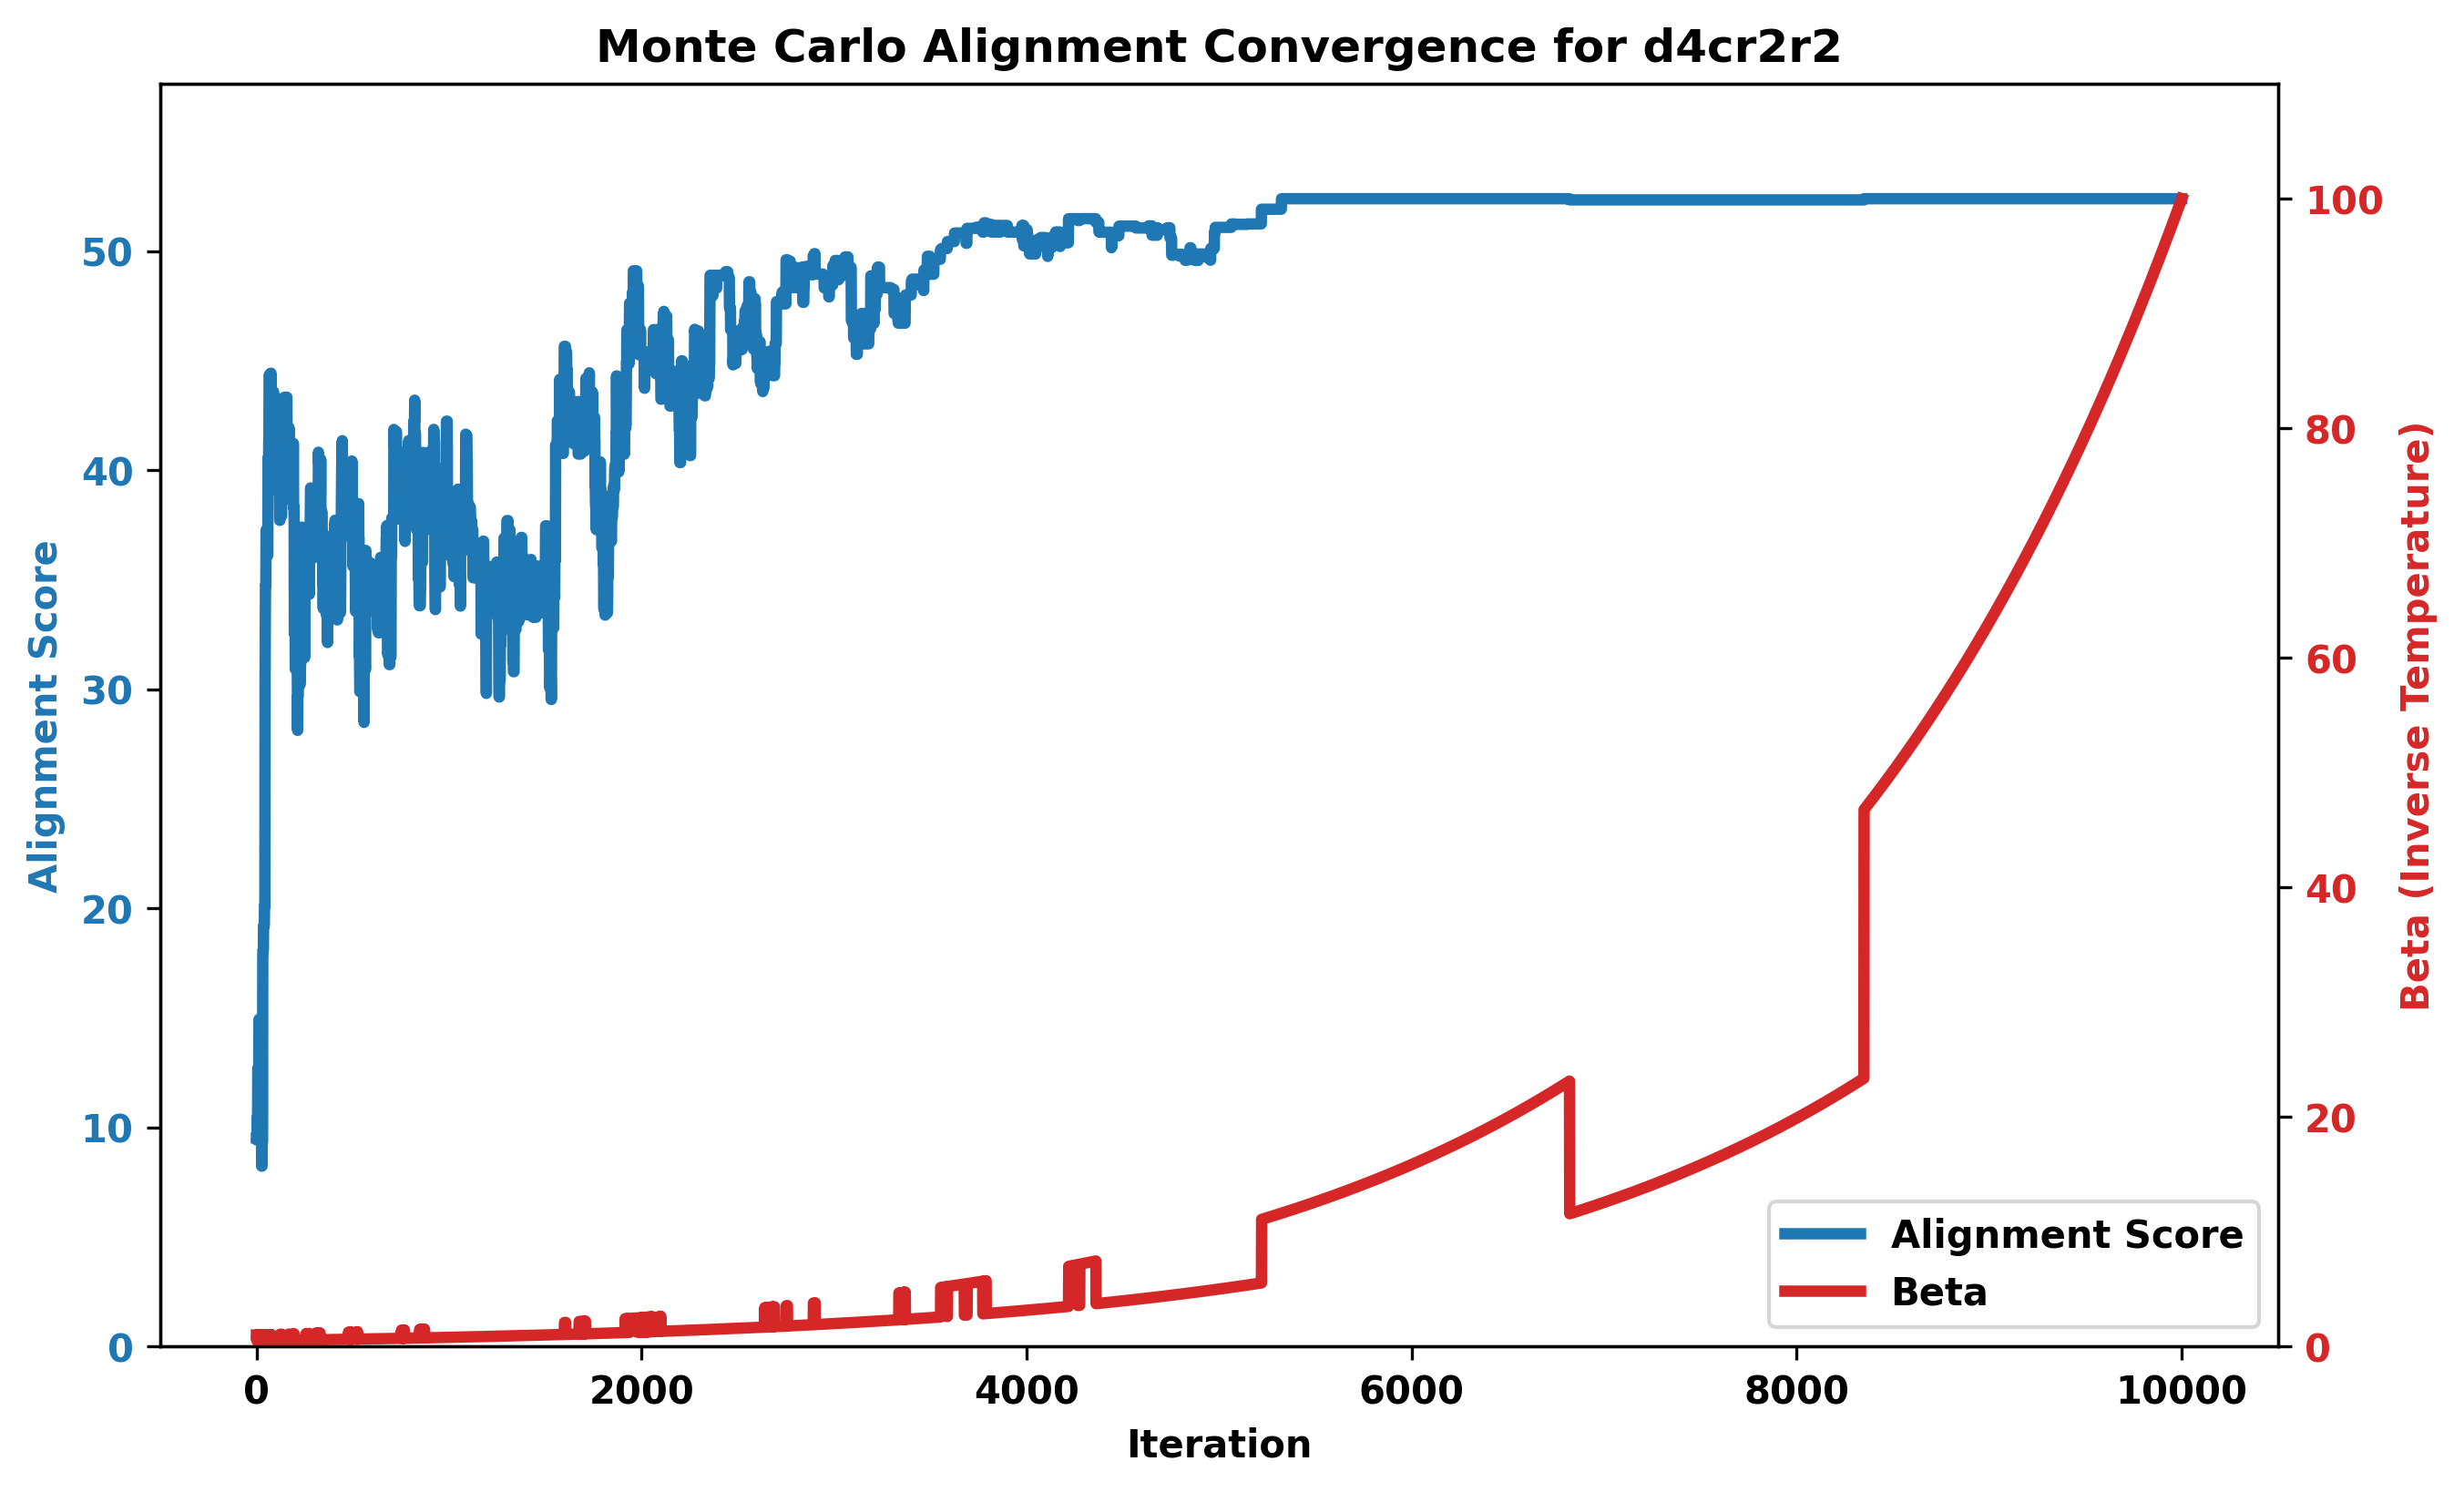 Monte Carlo Alignment Convergence for d4cr2r2
Alignment Score
50
40
30
20
10
0
100
80
60
40
20
0
Beta (Inverse Temperature)
Alignment Score
Beta
0 2000 4000 6000 8000 10000
Iteration